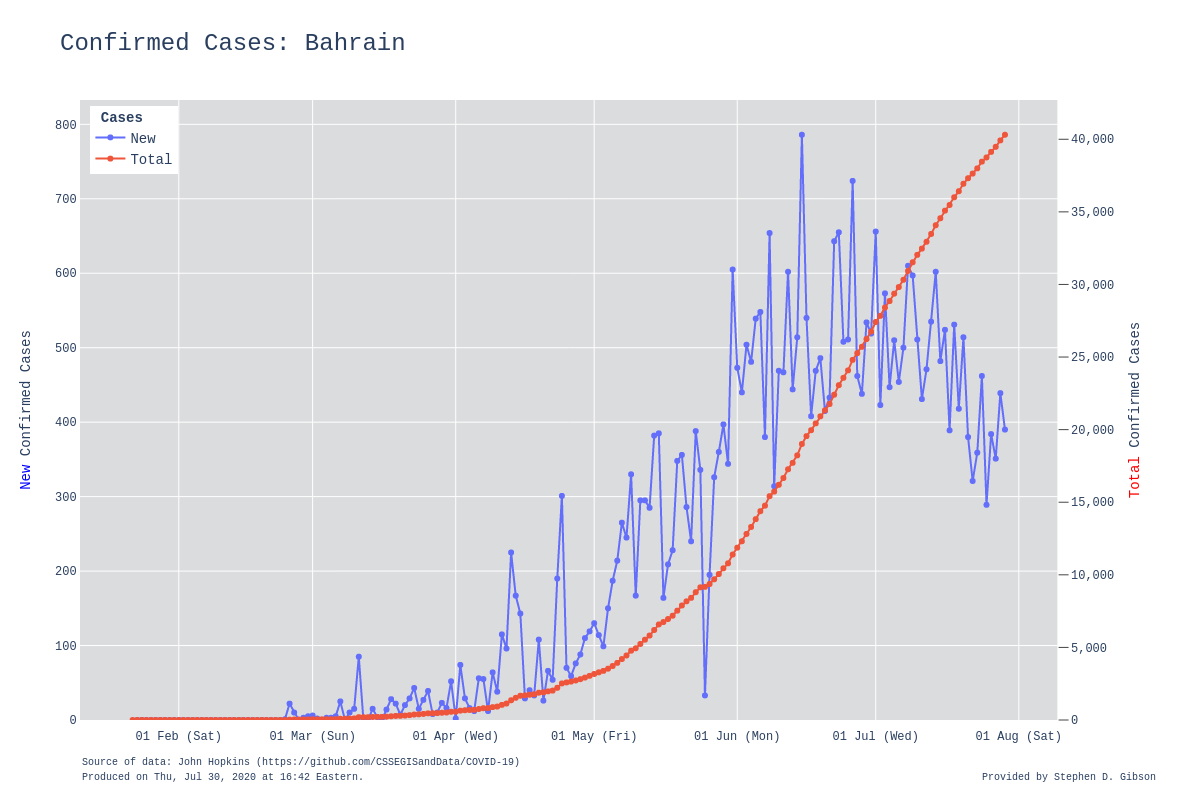 Confirmed Cases: Bahrain
Cases
New
Total
800
700
600
500
400
300
200
100
0
40,000
35,000
30,000
25,000
20,000
15,000
10,000
5,000
0
New Confirmed Cases
Total Confirmed Cases
01 Feb (Sat)
01 Mar (Sun)
01 Apr (Wed)
01 May (Fri)
01 Jun (Mon)
01 Jul (Wed)
01 Aug (Sat)
Source of data: John Hopkins (https://github.com/CSSEGISandData/COVID-19)
Produced on Thu, Jul 30, 2020 at 16:42 Eastern.
Provided by Stephen D. Gibson